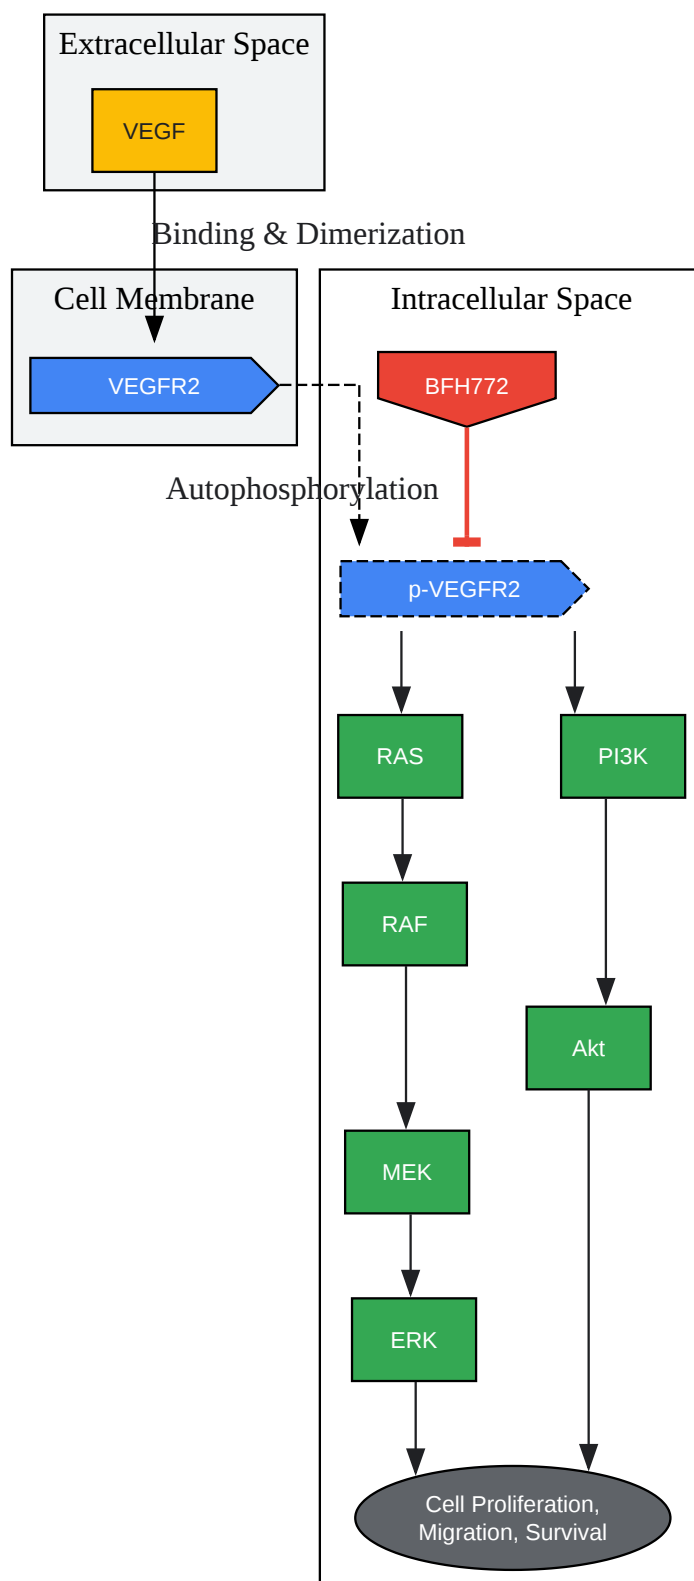 Extracellular Space
VEGF
Binding & Dimerization
Cell Membrane
Intracellular Space
VEGFR2
BFH772
Autophosphorylation
p-VEGFR2
RAS
PI3K
RAF
Akt
MEK
ERK
Cell Proliferation,
Migration, Survival